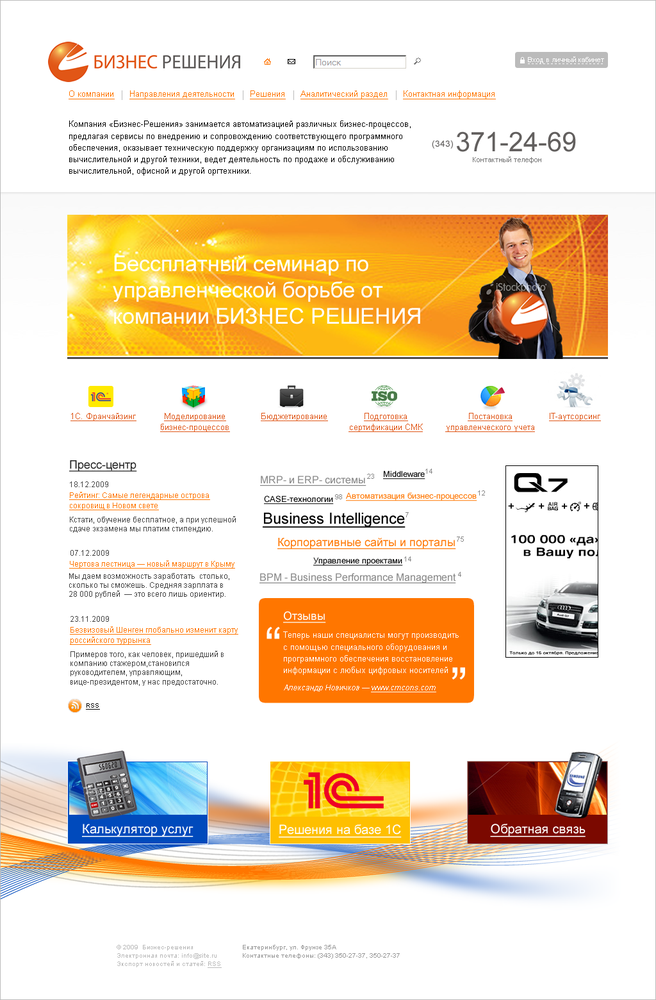 БИЗНЕС РЕШЕНИЯ
Поиск
Вход в личный кабинет
О компании | Направления деятельности | Решения | Аналитический раздел | Контактная информация
Компания «Бизнес-Решения» занимается автоматизацией различных бизнес-процессов,
предлагая сервисы по внедрению и сопровождению соответствующего программного
обеспечения, оказывает техническую поддержку организациям по использованию
вычислительной и другой техники, ведет деятельность по продаже и обслуживанию
вычислительной, офисной и другой оргтехники.
(343) 371-24-69
Контактный телефон
Бессплатный семинар по
управленческой борьбе от
компании БИЗНЕС РЕШЕНИЯ
iStockphoto
1C
ISO
1С. Франчайзинг
Моделирование
бизнес-процессов
Бюджетирование
Подготовка
сертификации СМК
Постановка
управленческого учета
IT-аутсорсинг
Пресс-центр
18.12.2009
Рейтинг: Самые легендарные острова
сокровищ в Новом свете
Кстати, обучение бесплатное, а при успешной
сдаче экзамена мы платим стипендию.
07.12.2009
Чертова лестница — новый маршрут в Крыму
Мы даем возможность заработать столько,
сколько ты сможешь. Средняя зарплата в
28 000 рублей — это всего лишь ориентир.
23.11.2009
Безвизовый Шенген глобально изменит карту
российского туррынка
Примеров того, как человек, пришедший в
компанию стажером,становился
руководителем, управляющим,
вице-президентом, у нас предостаточно.
RSS
MRP- и ERP- системы 23
Middleware 14
CASE-технологии 98
Автоматизация бизнес-процессов 12
Business Intelligence 7
Корпоративные сайты и порталы 75
Управление проектами 14
BPM - Business Performance Management 4
Отзывы
“ Теперь наши специалисты могут производить
с помощью специального оборудования и
программного обеспечения восстановление
информации с любых цифровых носителей ”
Александр Новичков — www.cmcons.com
Q7
AIR
BAG
100 000 «да
в Вашу пол
Только до 16 октября. Предложение
Калькулятор услуг
1C
Решения на базе 1С
Обратная связь
© 2009 Бизнес-решения
Электронная почта: info@site.ru
Экспорт новостей и статей: RSS
Екатеринбург, ул. Фрунзе 35А
Контактные телефоны: (343) 360-27-37, 360-27-37